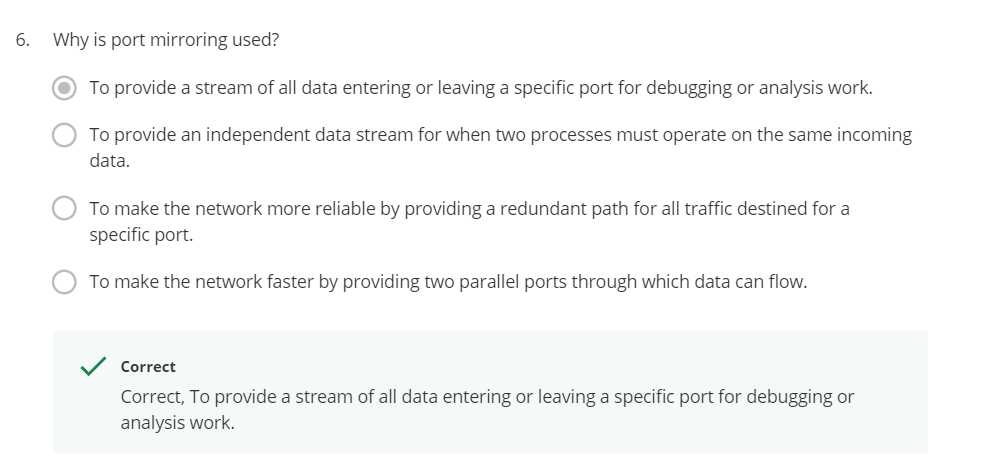 6. Why is port mirroring used?
To provide a stream of all data entering or leaving a specific port for debugging or analysis work.
To provide an independent data stream for when two processes must operate on the same incoming
data.
To make the network more reliable by providing a redundant path for all traffic destined for a
specific port.
To make the network faster by providing two parallel ports through which data can flow.
Correct
Correct, To provide a stream of all data entering or leaving a specific port for debugging or
analysis work.